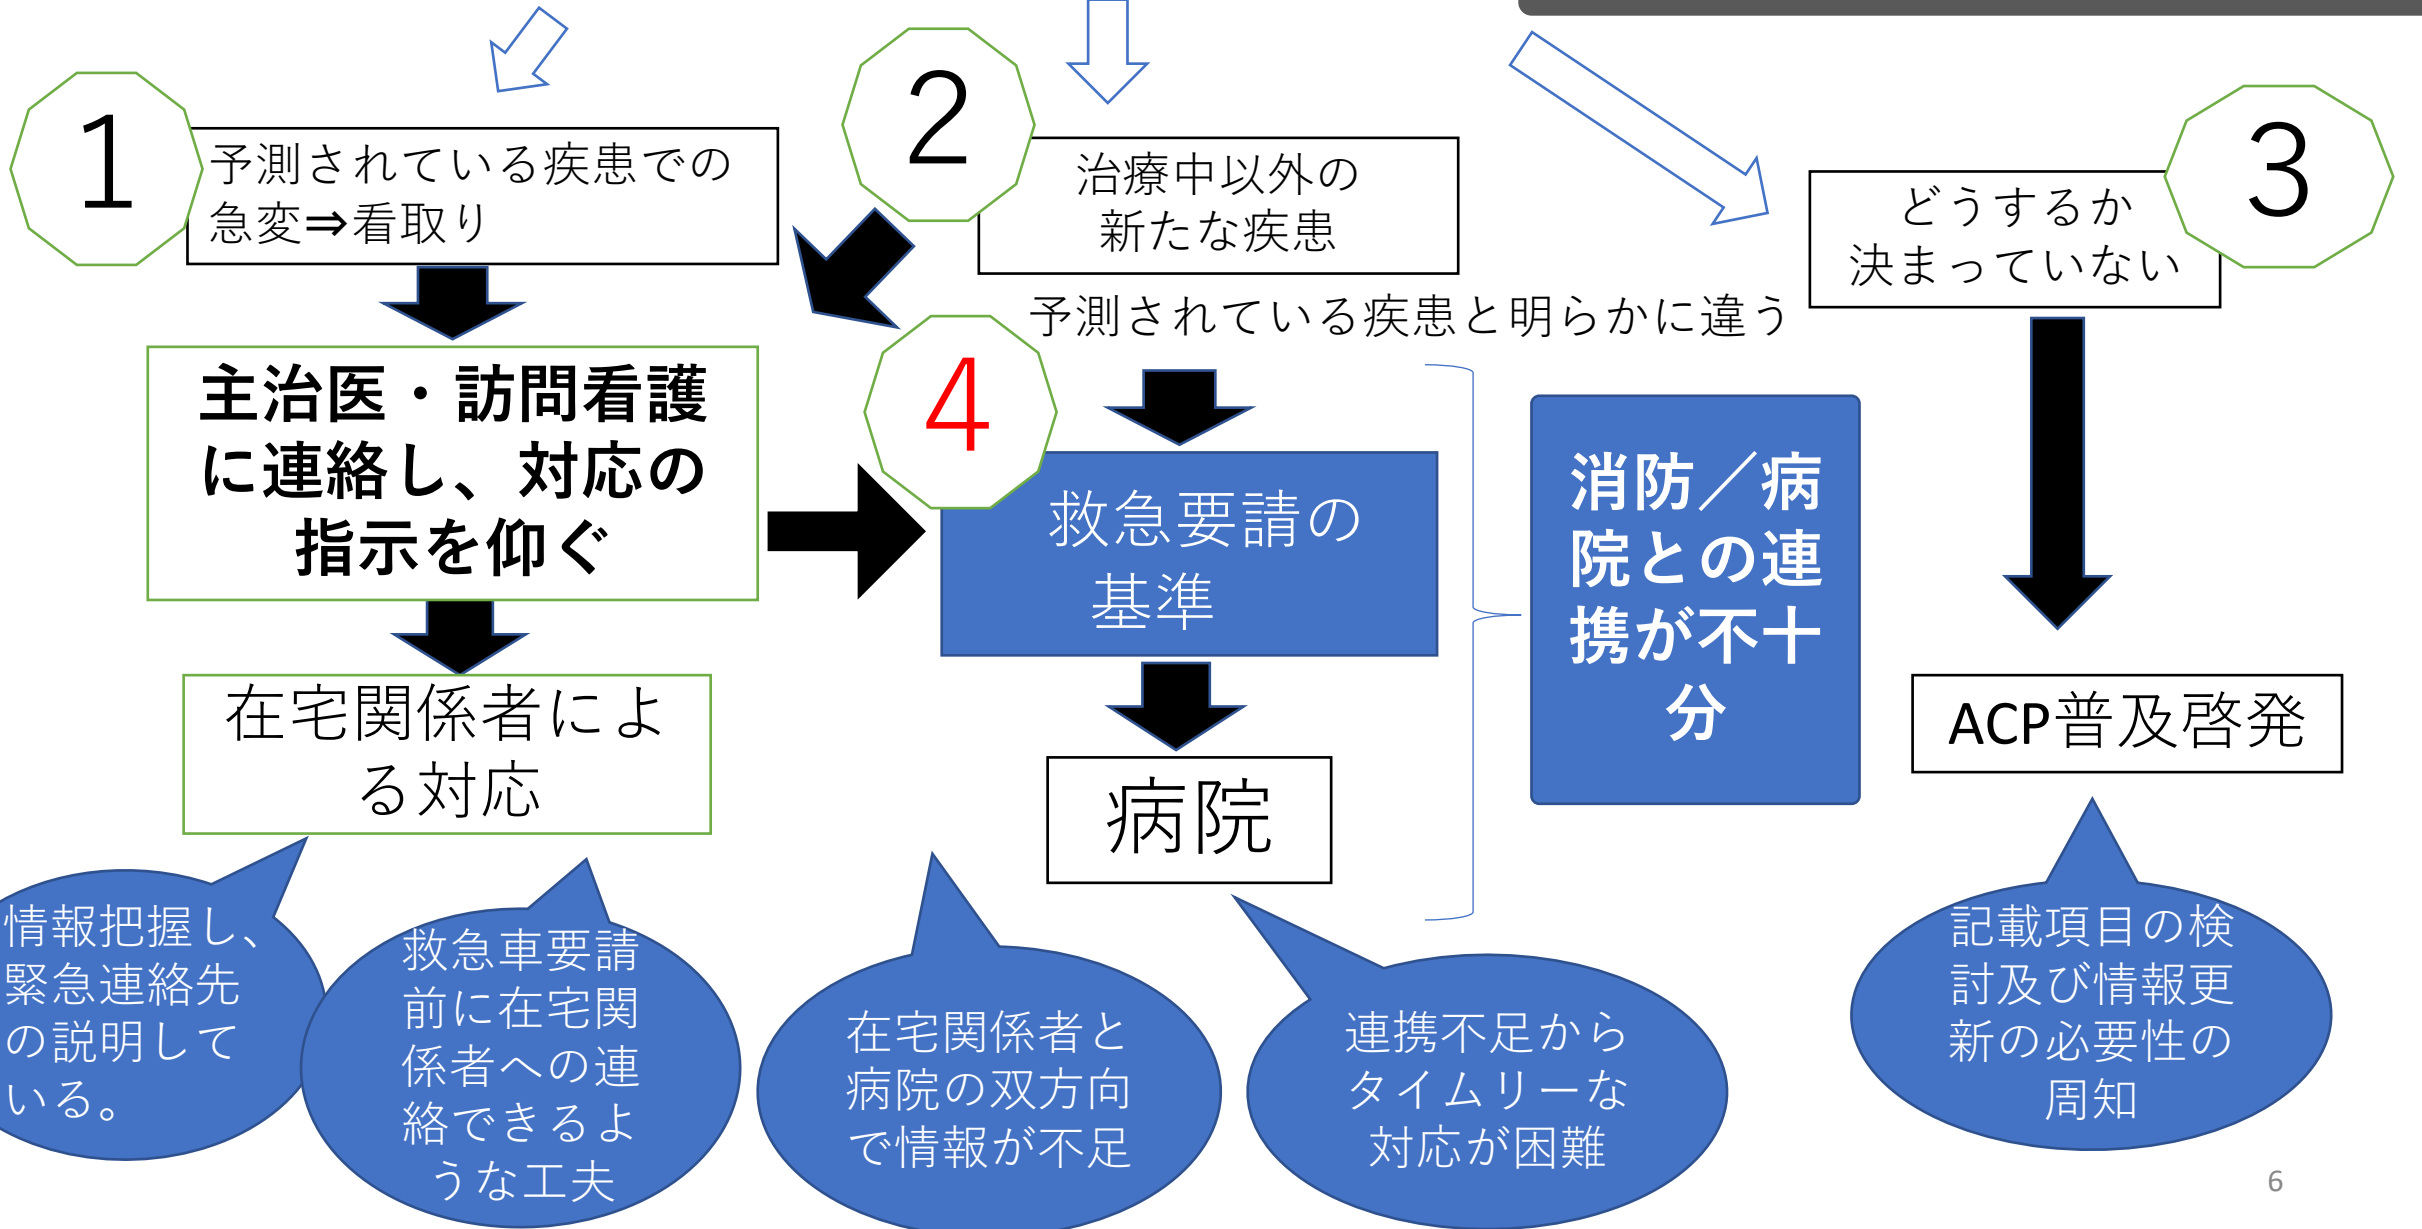 1
予測されている疾患での
急変⇒看取り
2
治療中以外の
新たな疾患
どうするか
決まっていない
3
予測されている疾患と明らかに違う
主治医・訪問看護
に連絡し、対応の
指示を仰ぐ
4
救急要請の
基準
消防／病
院との連
携が不十
分
在宅関係者によ
る対応
病院
ACP普及啓発
情報把握し、
緊急連絡先
の説明して
いる。
救急車要請
前に在宅関
係者への連
絡できるよ
うな工夫
在宅関係者と
病院の双方向
で情報が不足
連携不足から
タイムリーな
対応が困難
記載項目の検
討及び情報更
新の必要性の
周知
6